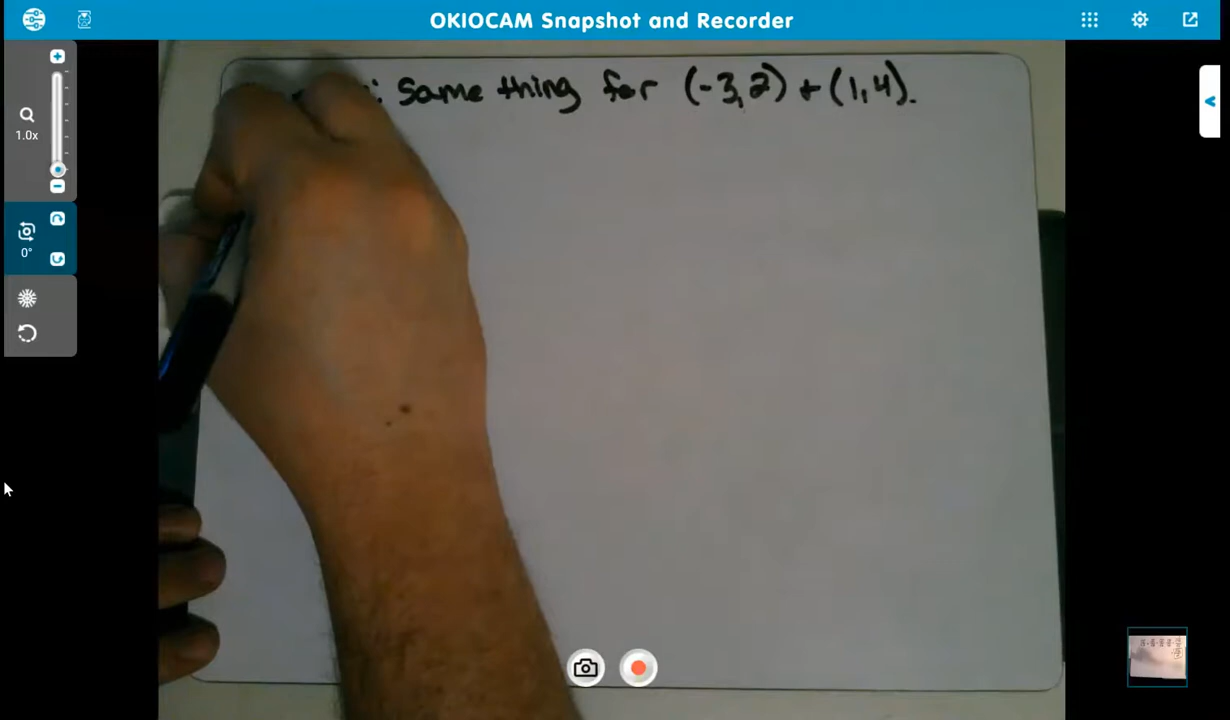 OKIOCAM Snapshot and Recorder
: Same thing for (-3,2) + (1,4).
1.0x
0°